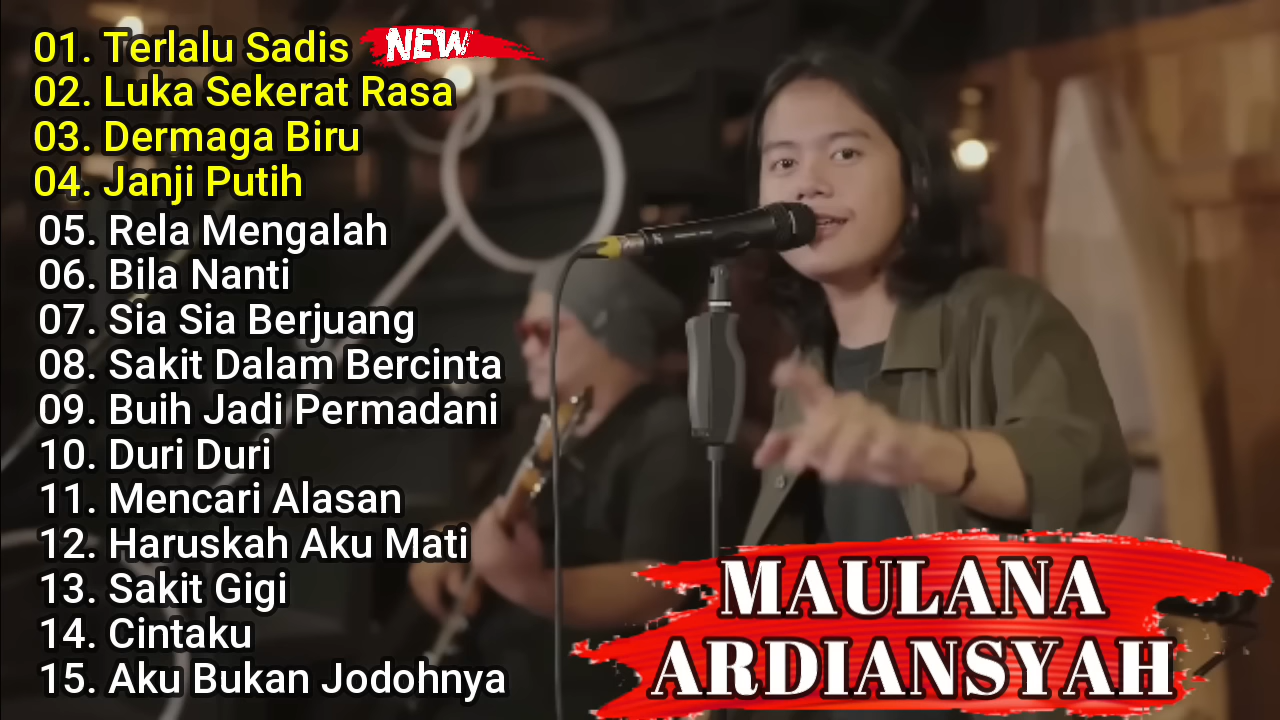 01. Terlalu Sadis NEW
02. Luka Sekerat Rasa
03. Dermaga Biru
04. Janji Putih
05. Rela Mengalah
06. Bila Nanti
07. Sia Sia Berjuang
08. Sakit Dalam Bercinta
09. Buih Jadi Permadani
10. Duri Duri
11. Mencari Alasan
12. Haruskah Aku Mati
13. Sakit Gigi
14. Cintaku
15. Aku Bukan Jodohnya
MAULANA
ARDIANSYAH